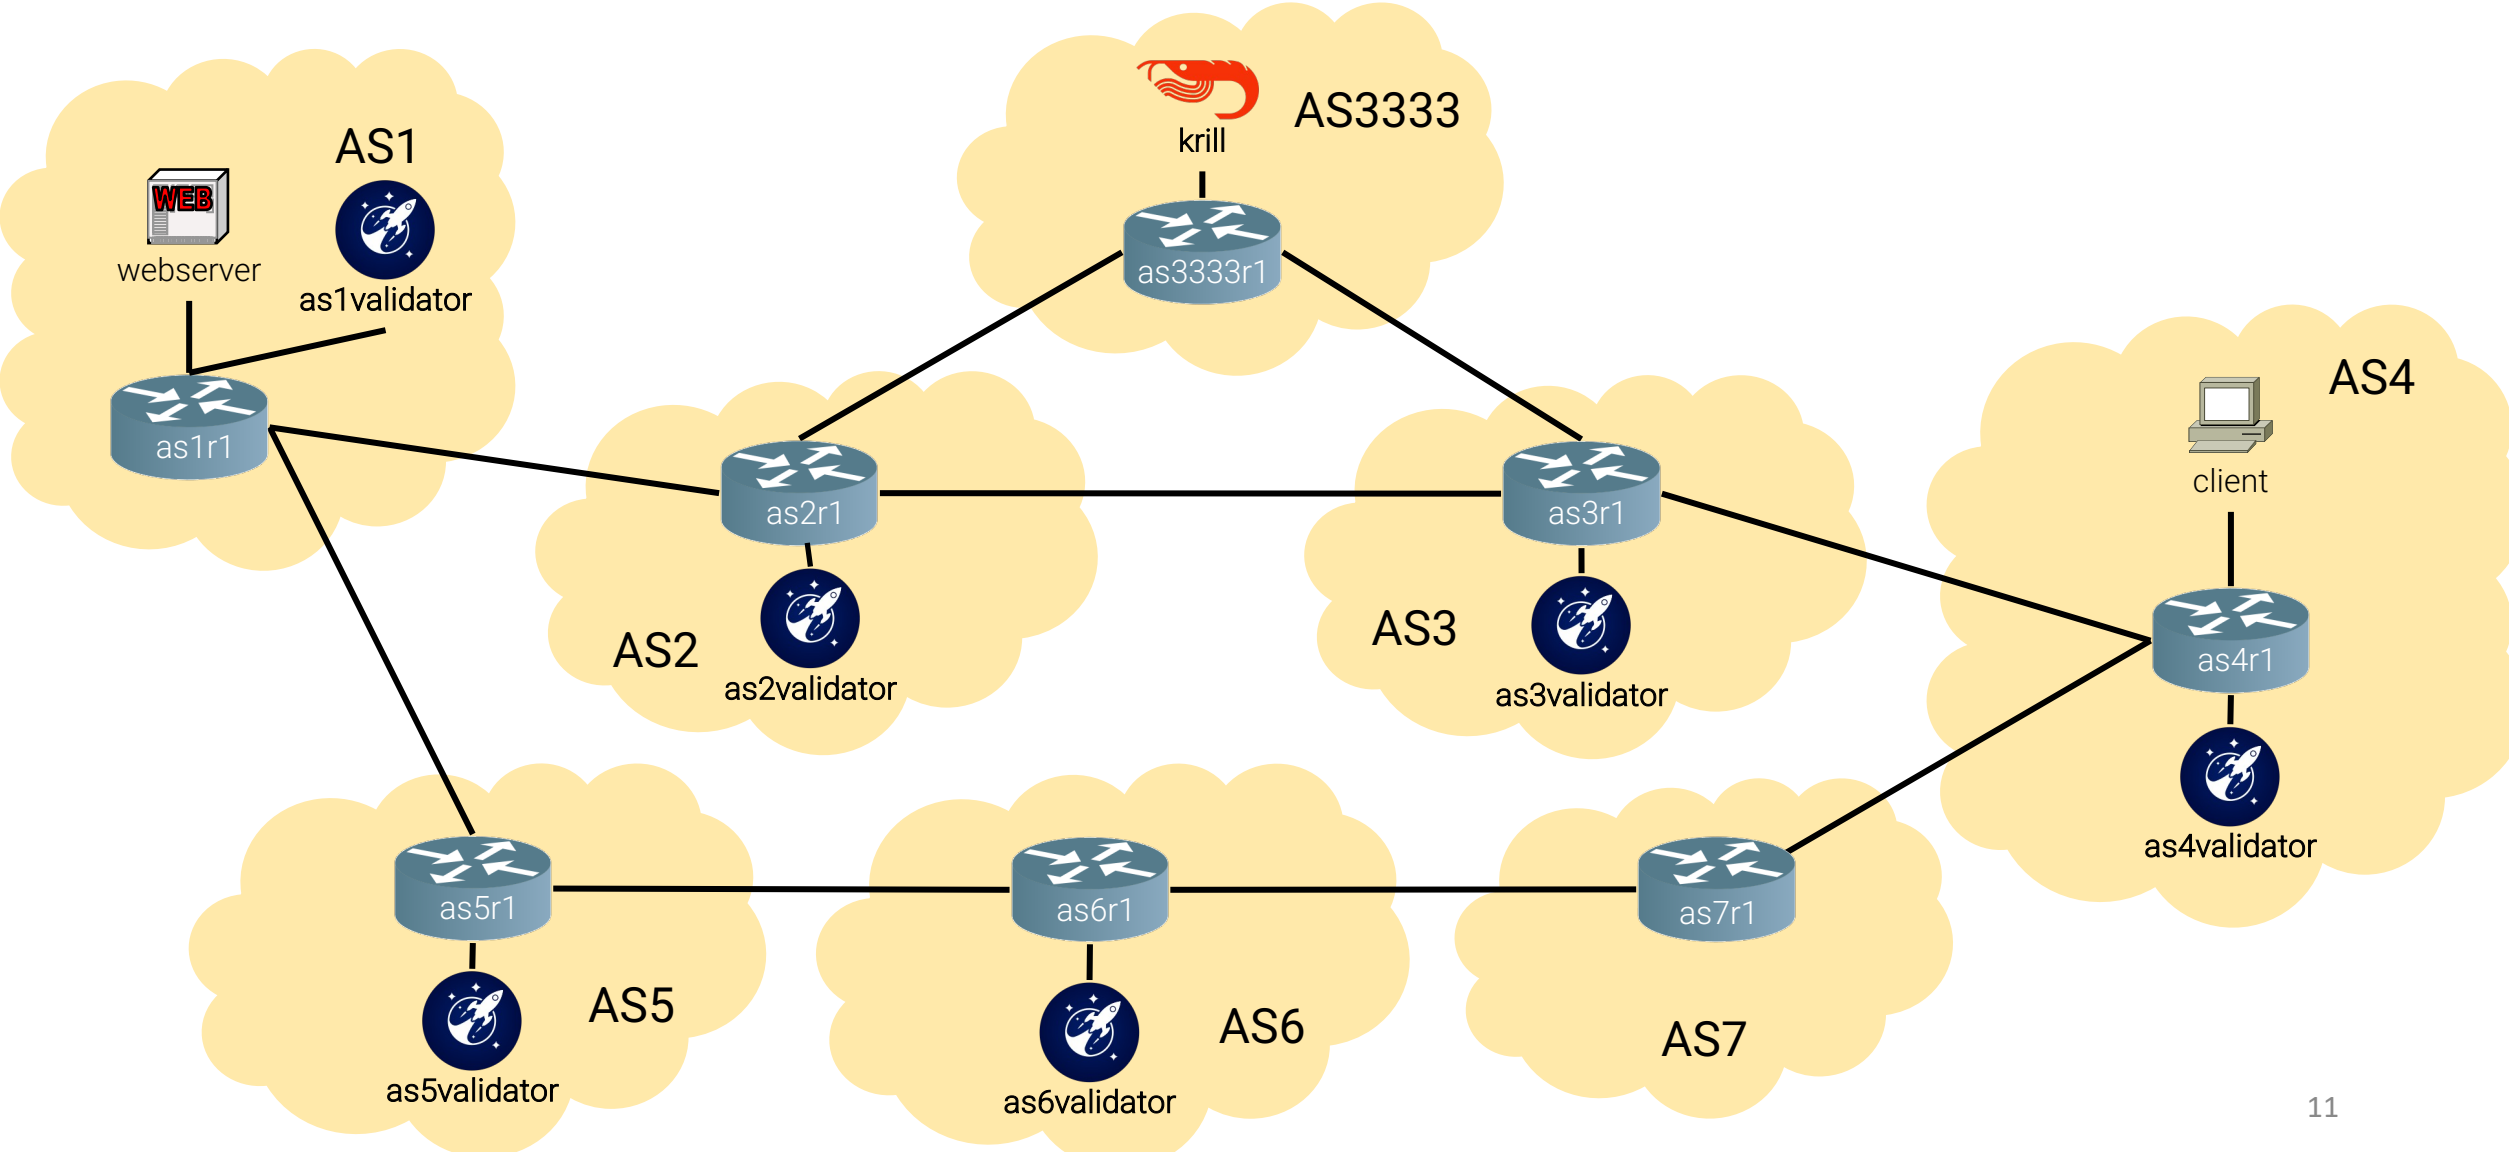 AS3333
krill
as3333r1
AS1
WEB
webserver
as1validator
as1r1
AS4
client
as4r1
as4validator
as2r1
AS2
as2validator
as3r1
AS3
as3validator
as5r1
AS5
as5validator
as6r1
AS6
as6validator
as7r1
AS7
11